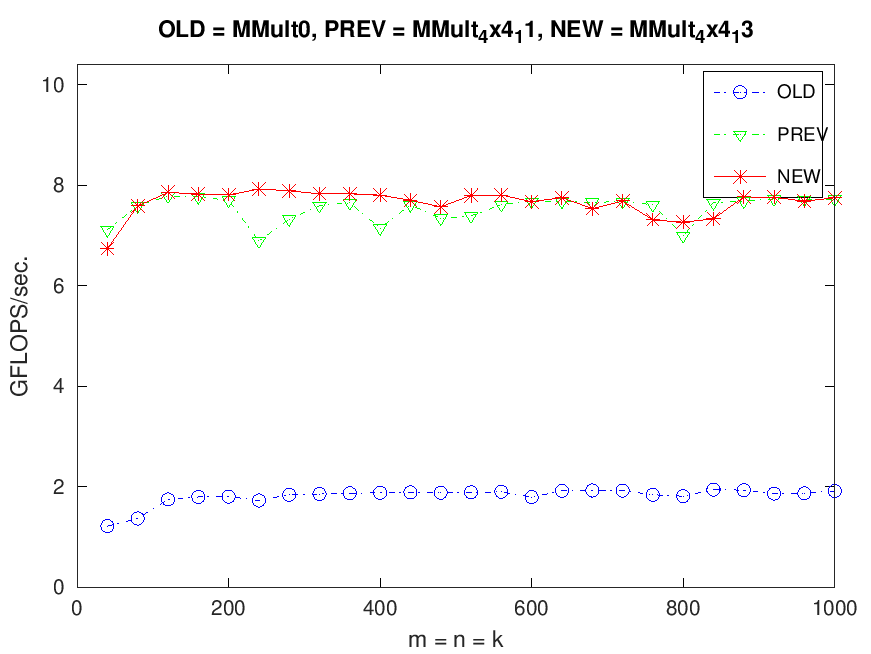 OLD = MMult0, PREV = MMult₄x4₁1, NEW = MMult₄x4₁3
10
8
6
4
2
0
GFLOPS/sec.
OLD
PREV
NEW
0 200 400 600 800 1000
m = n = k